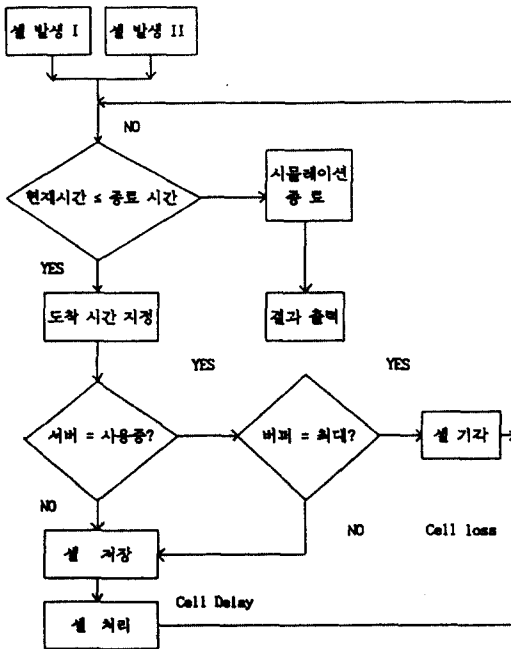 셀 발생 I
셀 발생 II
NO
현재시간 ≤ 종료 시간
시뮬레이션
종 료
YES
도착 시간 지정
결과 출력
YES
YES
서버 = 사용중?
버퍼 = 최대?
셀 기각
NO
NO
Cell loss
셀 저장
Cell Delay
셀 처리